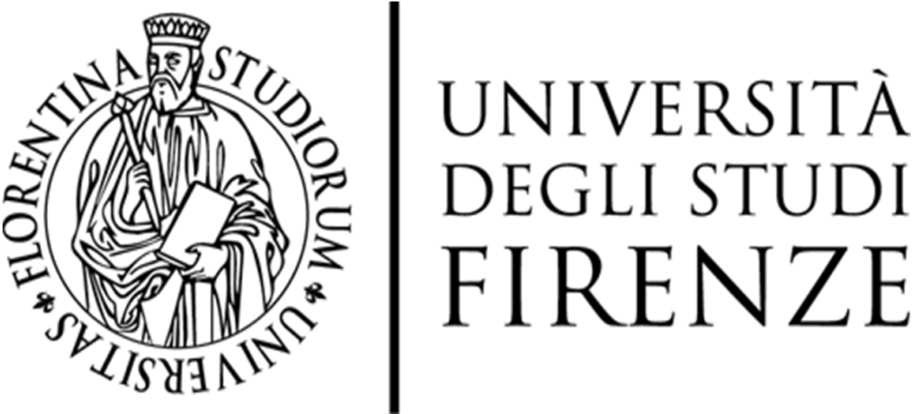 FLORENTINA STUDIORUM UNIVERSITAS
UNIVERSITÀ
DEGLI STUDI
FIRENZE